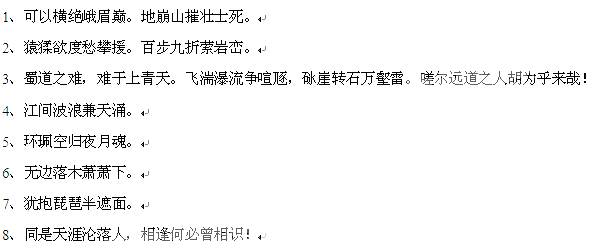 1、可以横绝峨眉巅。地崩山摧壮士死。
2、猿猱欲度愁攀援。百步九折萦岩峦。
3、蜀道之难，难于上青天。飞湍瀑流争喧豗，砯崖转石万壑雷。嗟尔远道之人胡为乎来哉！
4、江间波浪兼天涌。
5、环珮空归夜月魂。
6、无边落木萧萧下。
7、犹抱琵琶半遮面。
8、同是天涯沦落人，相逢何必曾相识！